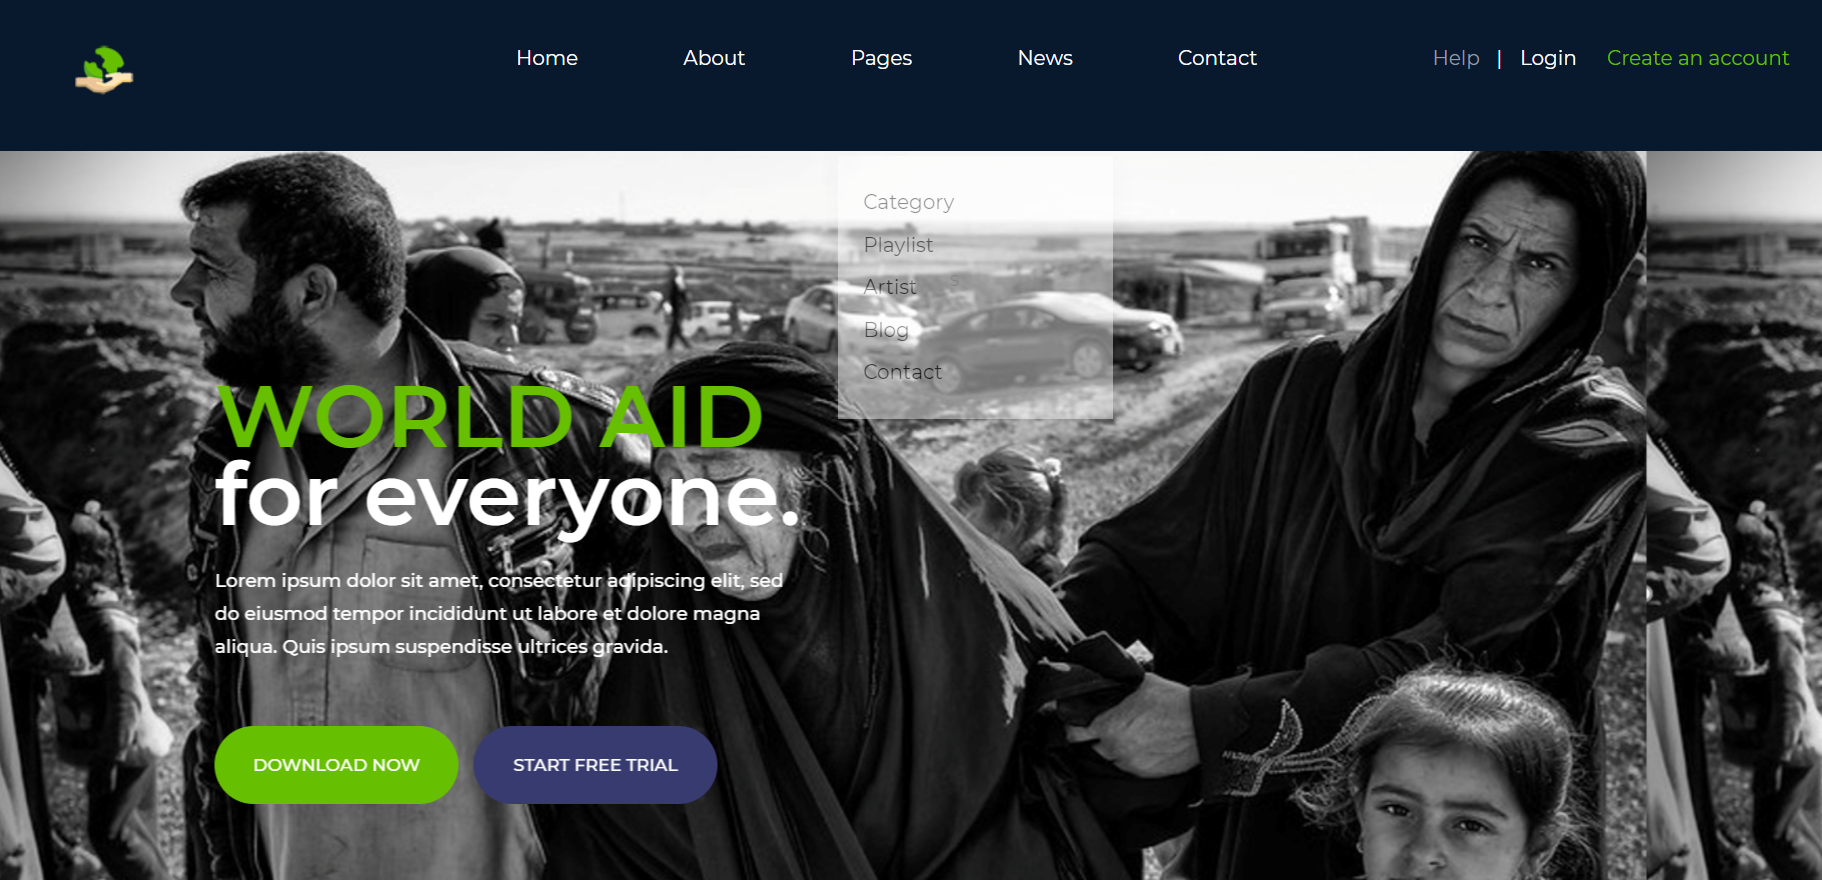 Home About Pages News Contact Help | Login Create an account
Category
Playlist
Artist s
Blog
Contact
WORLD AID
for everyone.
Lorem ipsum dolor sit amet, consectetur adipiscing elit, sed
do eiusmod tempor incididunt ut labore et dolore magna
aliqua. Quis ipsum suspendisse ultrices gravida.
DOWNLOAD NOW START FREE TRIAL